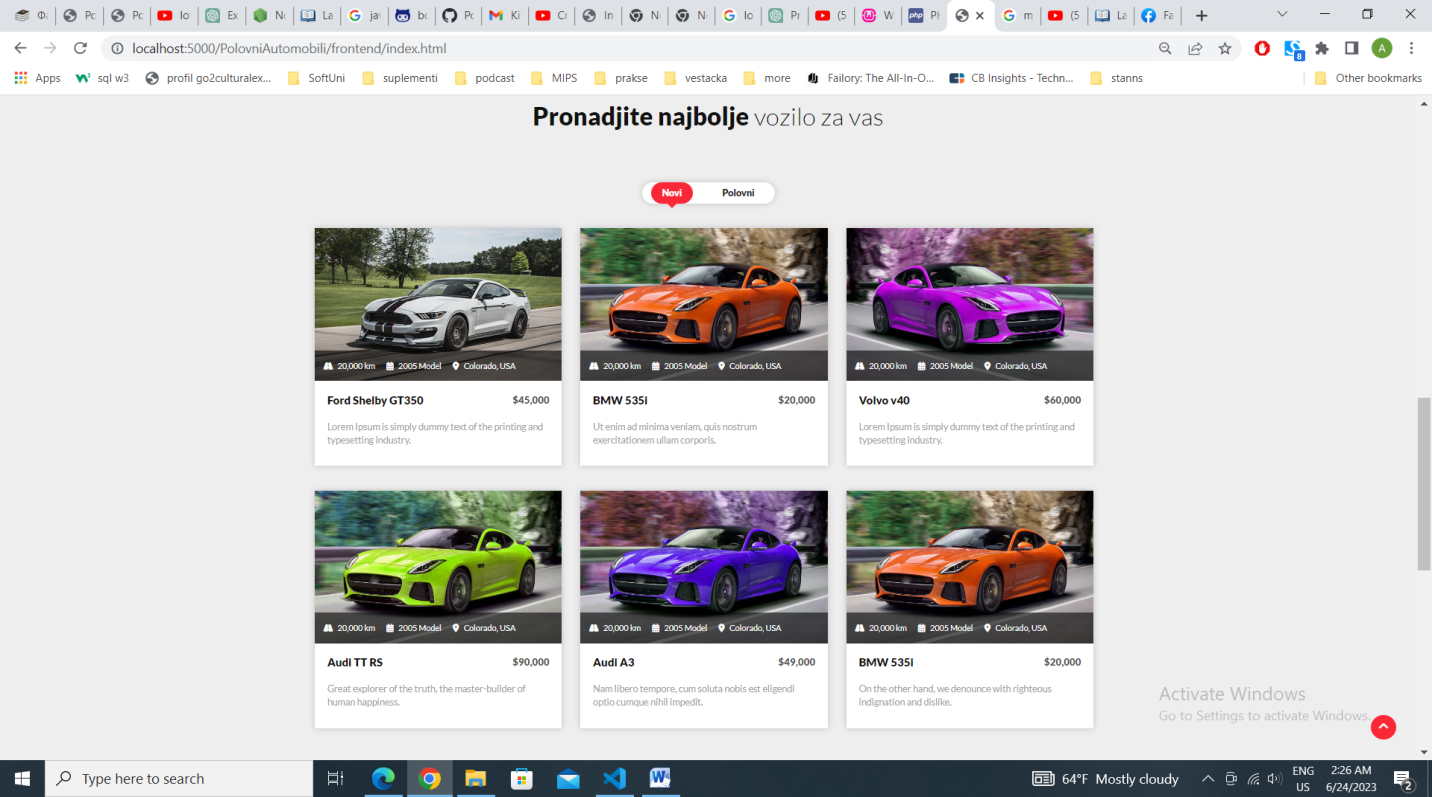 Фа
Po
Po
lo
Ex
No
La
jav
bo
Po
Ki
Cr
In
Ne
Ne
lo
Pr
(5
W
PH
m
(5
La
Fa
localhost:5000/PolovniAutomobili/frontend/index.html
A
8
Apps
sql w3
profil go2culturalex...
SoftUni
suplementi
podcast
MIPS
prakse
vestacka
more
Failory: The All-In-O...
CB Insights - Techn...
stanns
Other bookmarks
Pronadjite najbolje vozilo za vas
Novi Polovni
20,000 km 2005 Model Colorado, USA
Ford Shelby GT350 $45,000
Lorem Ipsum is simply dummy text of the printing and
typesetting industry.
20,000 km 2005 Model Colorado, USA
BMW 535i $20,000
Ut enim ad minima veniam, quis nostrum
exercitationem ullam corporis.
20,000 km 2005 Model Colorado, USA
Volvo v40 $60,000
Lorem Ipsum is simply dummy text of the printing and
typesetting industry.
20,000 km 2005 Model Colorado, USA
Audi TT RS $90,000
Great explorer of the truth, the master-builder of
human happiness.
20,000 km 2005 Model Colorado, USA
Audi A3 $49,000
Nam libero tempore, cum soluta nobis est eligendi
optio cumque nihil impedit.
20,000 km 2005 Model Colorado, USA
BMW 535i $20,000
On the other hand, we denounce with righteous
indignation and dislike.
Activate Windows
Go to Settings to activate Windows.
Type here to search
64°F Mostly cloudy
ENG
US
2:26 AM
6/24/2023
2